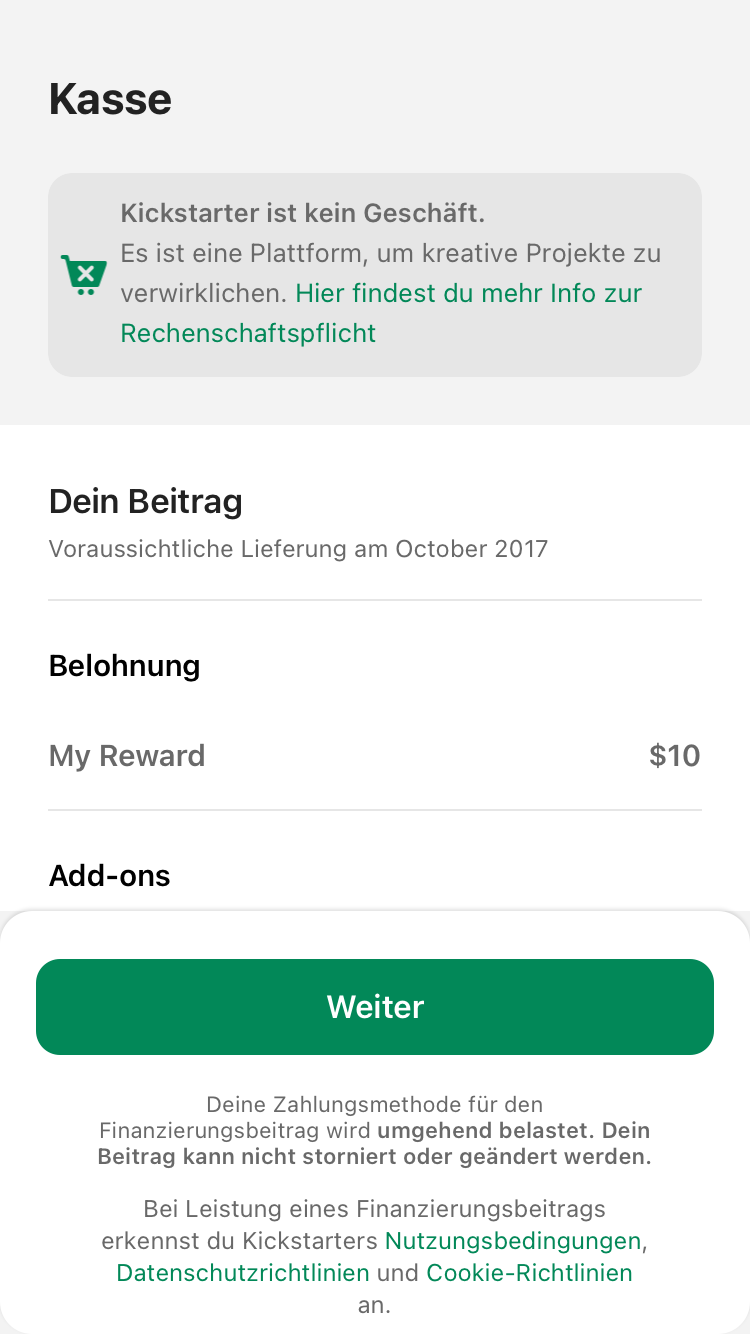 Kasse
Kickstarter ist kein Geschäft.
Es ist eine Plattform, um kreative Projekte zu
verwirklichen. Hier findest du mehr Info zur
Rechenschaftspflicht
Dein Beitrag
Voraussichtliche Lieferung am October 2017
Belohnung
My Reward $10
Add-ons
Weiter
Deine Zahlungsmethode für den
Finanzierungsbeitrag wird umgehend belastet. Dein
Beitrag kann nicht storniert oder geändert werden.
Bei Leistung eines Finanzierungsbeitrags
erkennst du Kickstarters Nutzungsbedingungen,
Datenschutzrichtlinien und Cookie-Richtlinien
an.